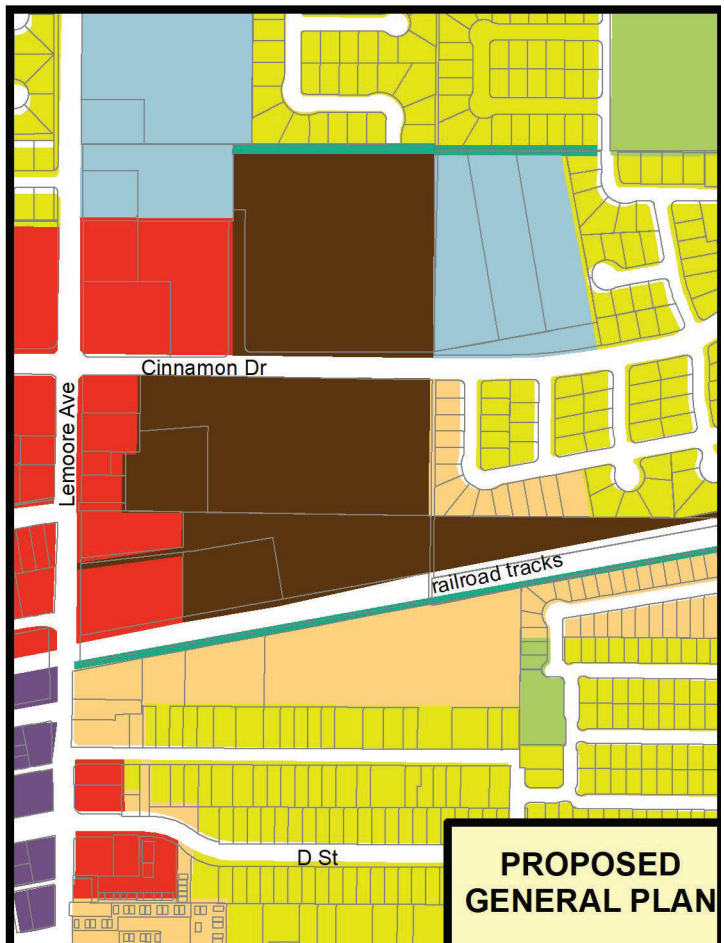 Cinnamon Dr
Lemoore Ave
railroad tracks
D St
PROPOSED
GENERAL PLAN